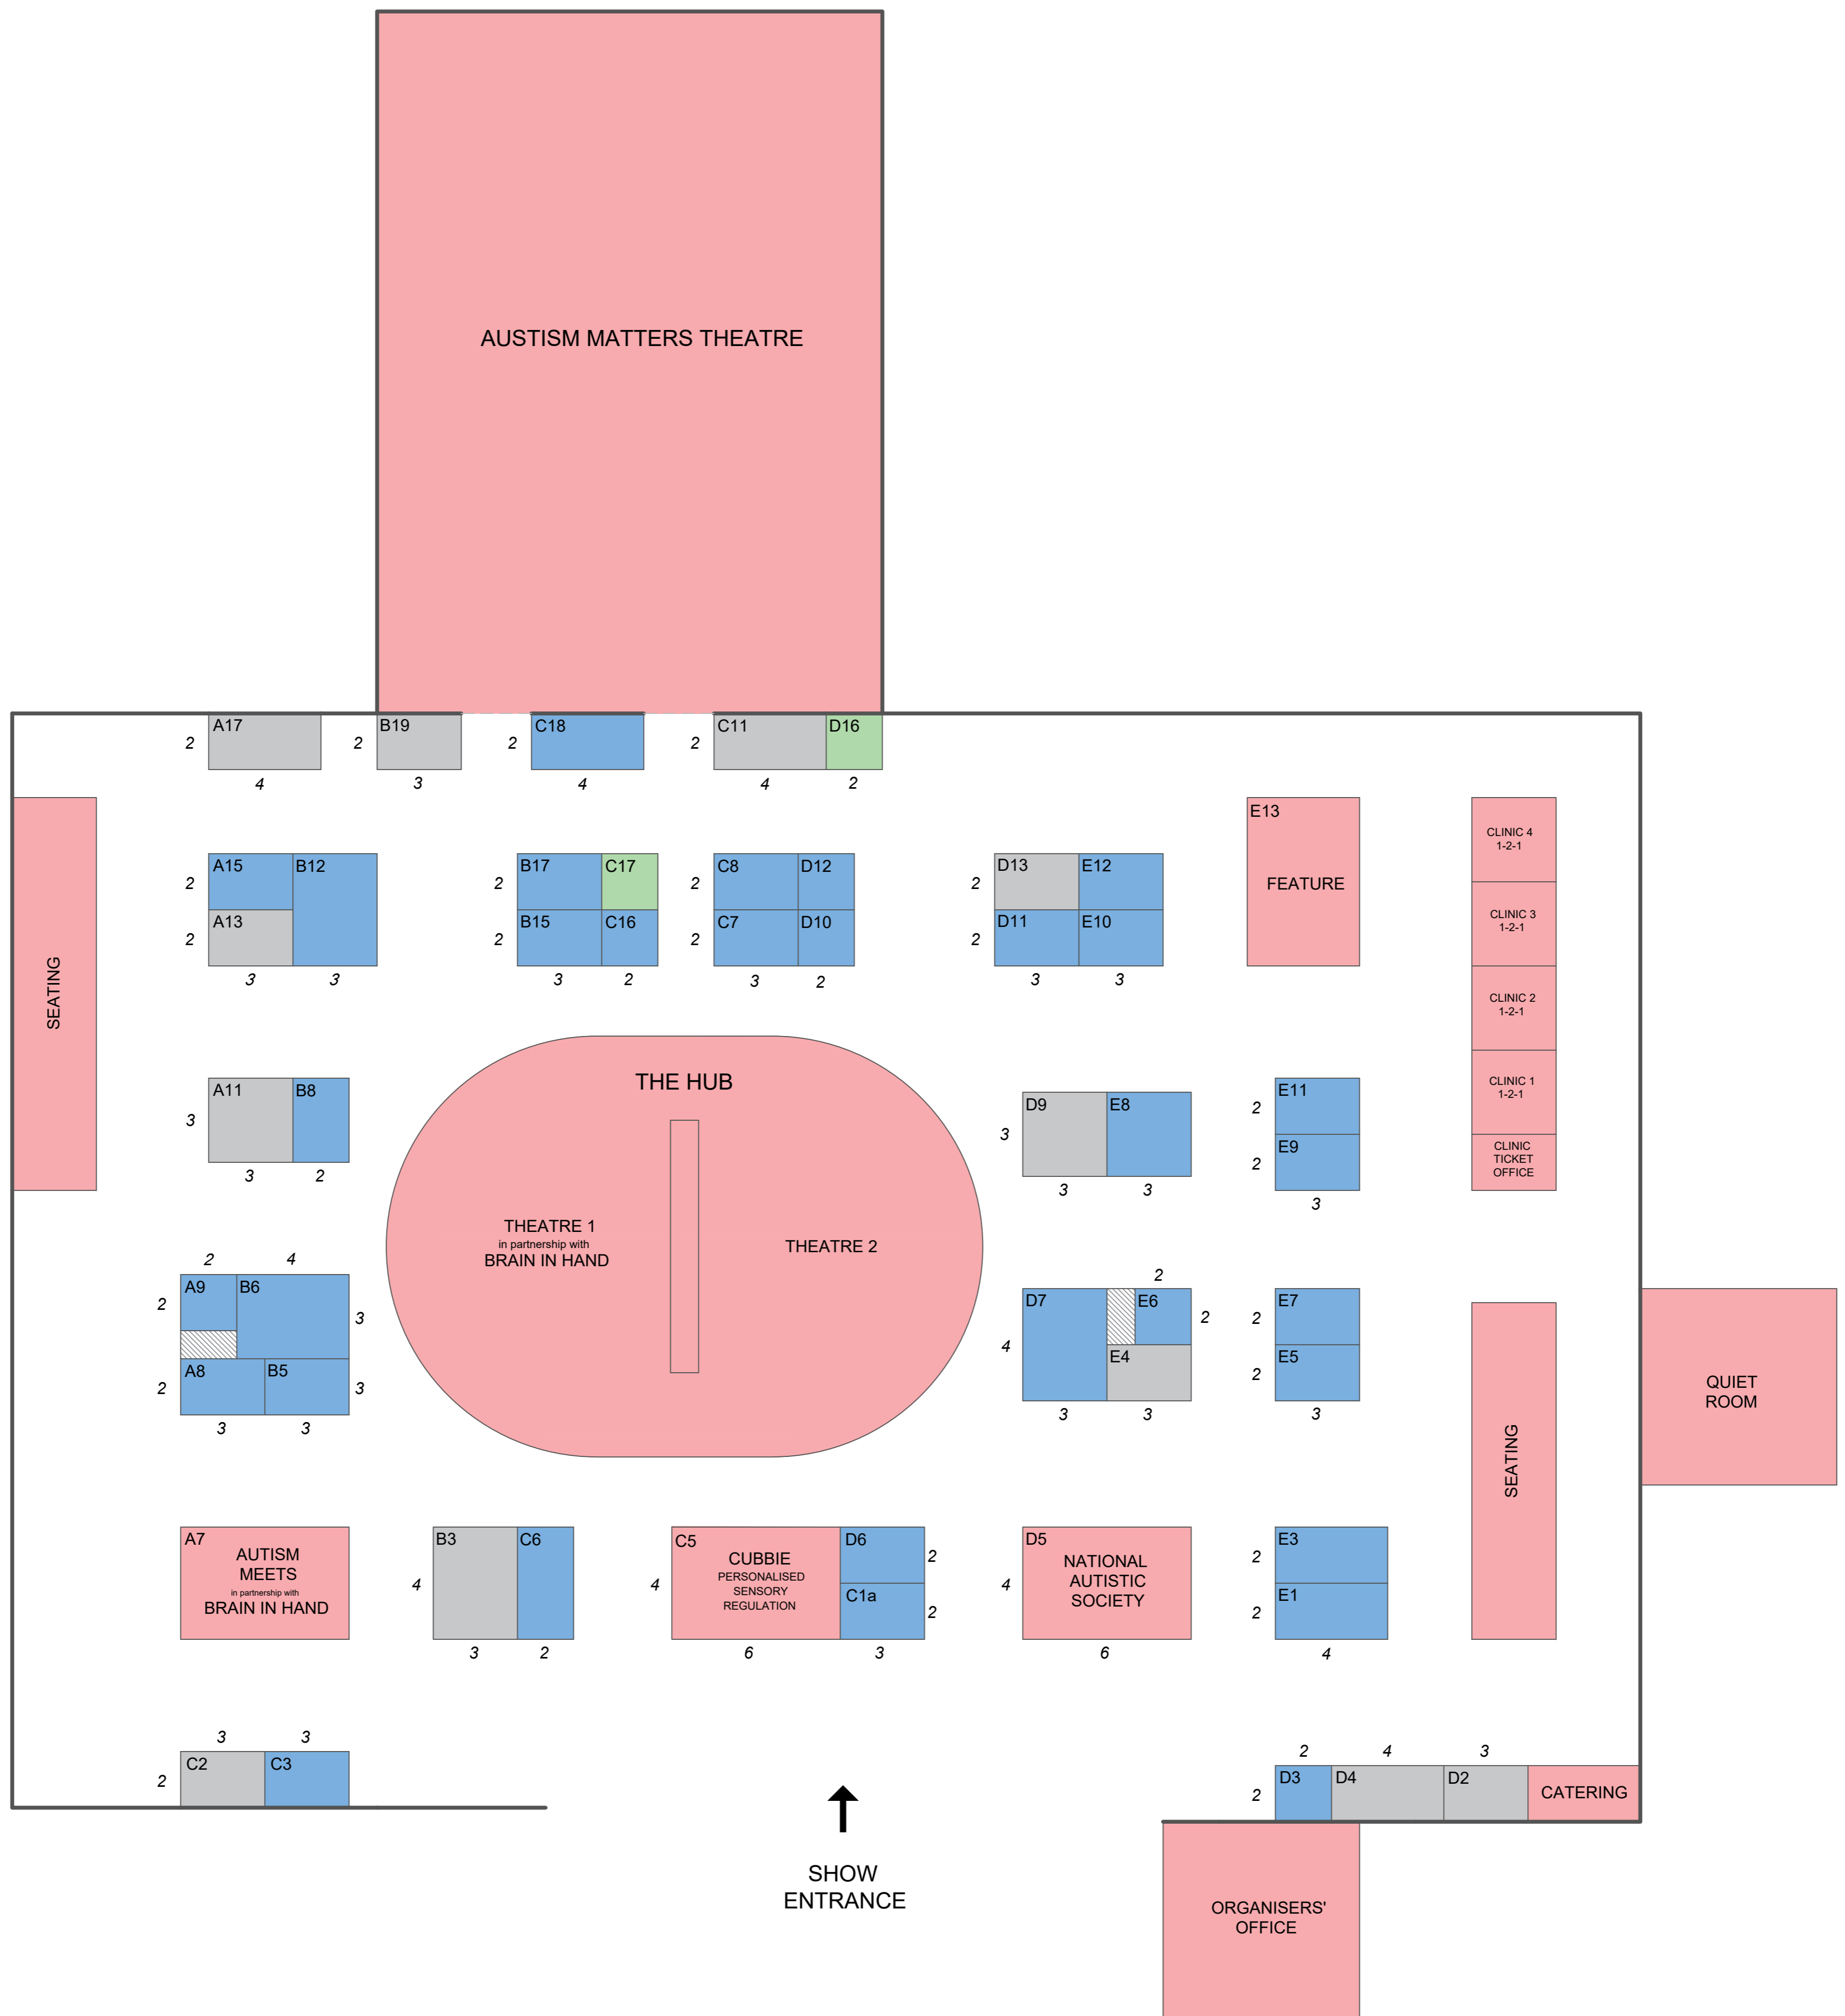 AUSTISM MATTERS THEATRE
A17
B19
C18
C11
D16
2
2
2
2
4
3
4
4
2
E13
FEATURE
CLINIC 4
1-2-1
A15
B12
B17
C17
C8
D12
D13
E12
2
2
2
2
CLINIC 3
1-2-1
A13
B15
C16
C7
D10
D11
E10
2
2
2
2
3
3
3
2
3
2
3
3
SEATING
CLINIC 2
1-2-1
THE HUB
CLINIC 1
1-2-1
A11
B8
3
3
2
D9
E8
3
3
3
E11
2
E9
2
3
CLINIC
TICKET
OFFICE
THEATRE 1
in partnership with
BRAIN IN HAND
THEATRE 2
2
4
A9
B6
2
3
A8
B5
2
3
3
3
2
D7
E6
2
4
E4
3
3
E7
2
E5
2
3
QUIET
ROOM
SEATING
A7
AUTISM
MEETS
in partnership with
BRAIN IN HAND
B3
C6
4
3
2
C5
CUBBIE
PERSONALISED
SENSORY
REGULATION
4
6
D6
2
C1a
2
3
D5
NATIONAL
AUTISTIC
SOCIETY
4
6
E3
2
E1
2
4
3
3
C2
C3
2
2
4
3
D3
D4
D2
CATERING
2
SHOW
ENTRANCE
ORGANISERS'
OFFICE